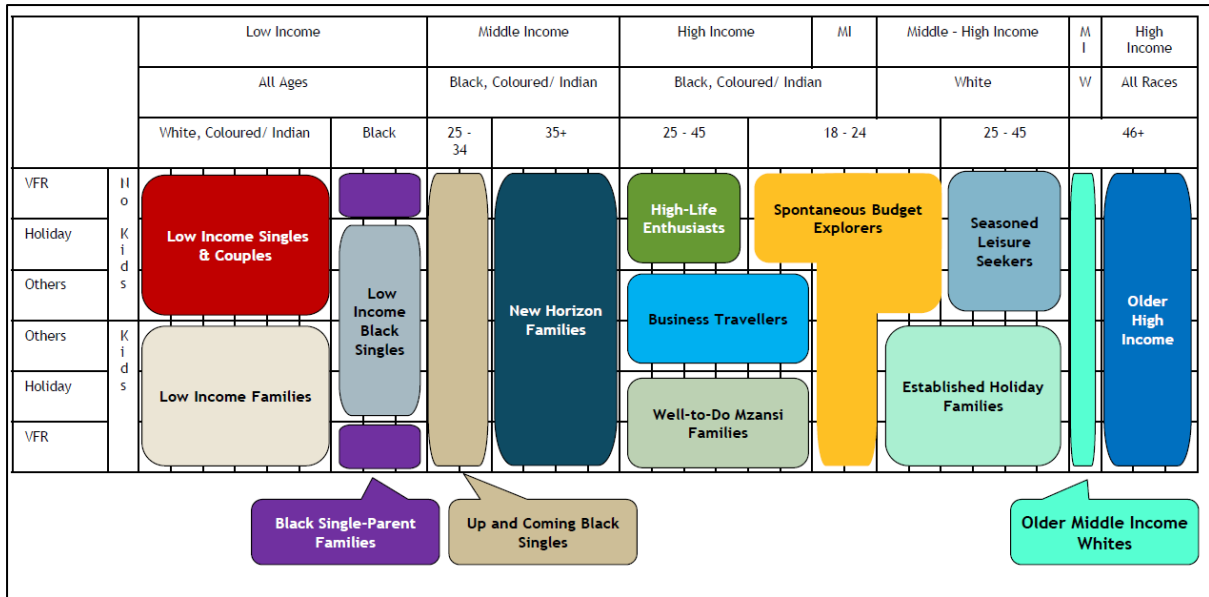 Low Income
Middle Income
High Income
MI
Middle - High Income
M
I
High
Income
All Ages
Black, Coloured/ Indian
Black, Coloured/ Indian
White
W
All Races
White, Coloured/ Indian
Black
25 -
34
35+
25 - 45
18 - 24
25 - 45
46+
VFR
Holiday
Others
Others
Holiday
VFR
N
o
K
i
d
s
K
i
d
s
Low Income Singles
& Couples
Low Income Families
Low
Income
Black
Singles
New Horizon
Families
High-Life
Enthusiasts
Business Travellers
Well-to-Do Mzansi
Families
Spontaneous Budget
Explorers
Seasoned
Leisure
Seekers
Established Holiday
Families
Older
High
Income
Black Single-Parent
Families
Up and Coming Black
Singles
Older Middle Income
Whites